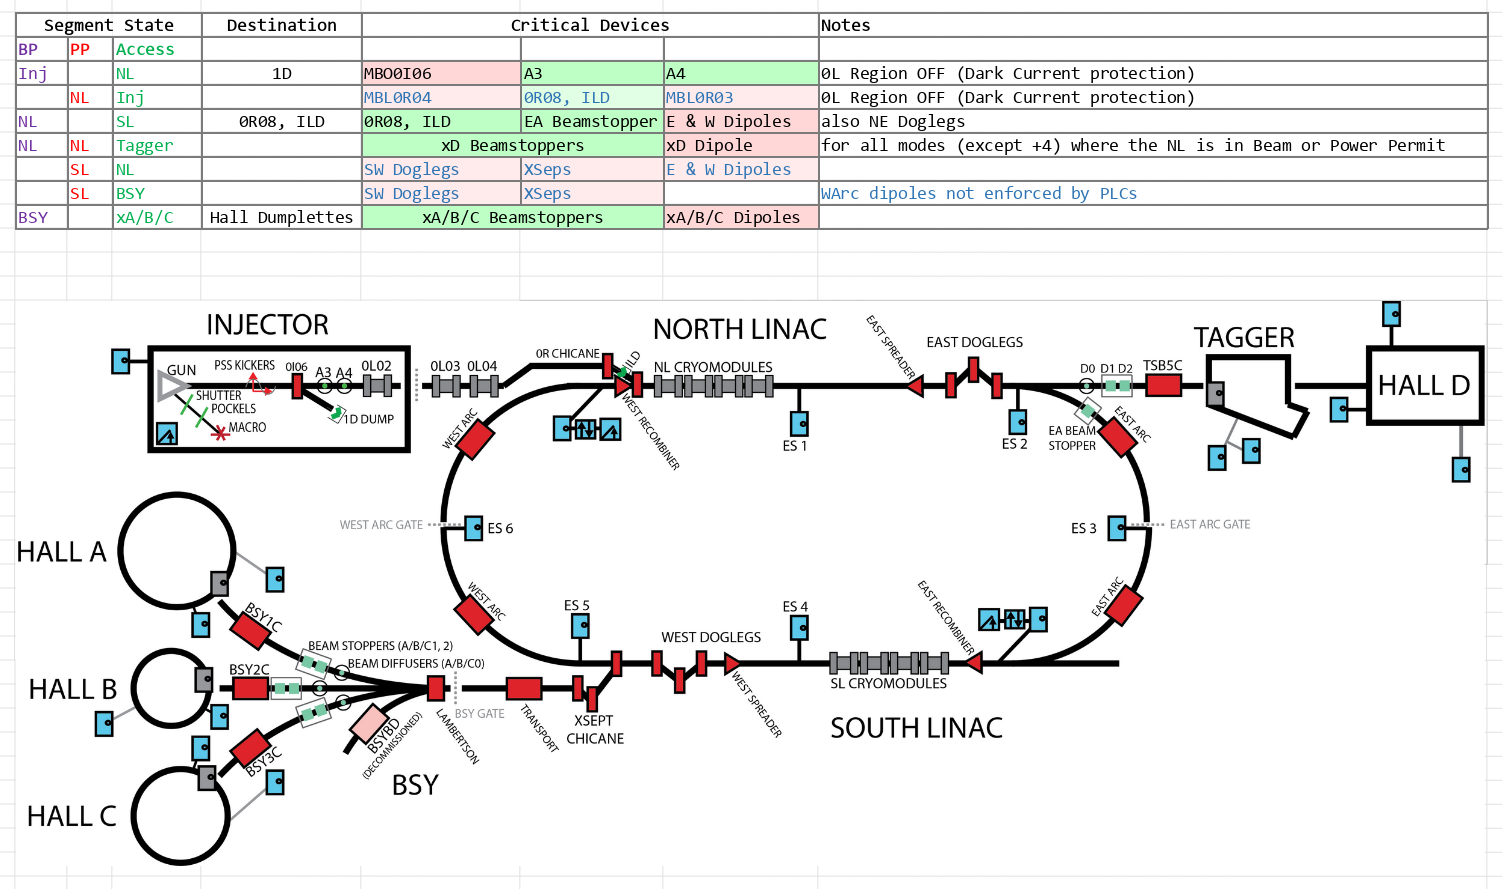 Segment State Destination Critical Devices Notes
BP PP Access
Inj NL 1D MBO0I06 A3 A4 0L Region OFF (Dark Current protection)
NL Inj MBL0R04 0R08, ILD MBL0R03 0L Region OFF (Dark Current protection)
NL SL 0R08, ILD 0R08, ILD EA Beamstopper E & W Dipoles also NE Doglegs
NL NL Tagger xD Beamstoppers xD Dipole for all modes (except +4) where the NL is in Beam or Power Permit
SL NL SW Doglegs XSeps E & W Dipoles
SL BSY SW Doglegs XSeps WArc dipoles not enforced by PLCs
BSY xA/B/C Hall Dumplettes xA/B/C Beamstoppers xA/B/C Dipoles
INJECTOR
GUN
PSS KICKERS
0I06
A3 A4
0L02
SHUTTER
POCKELS
MACRO
1D DUMP
0L03 0L04
0R CHICANE
ILD
NORTH LINAC
NL CRYOMODULES
WEST ARC
WEST RECOMBINER
ES 1
EAST SPREADER
EAST DOGLEGS
ES 2
D0 D1 D2
TSB5C
EA BEAM
STOPPER
EAST ARC
TAGGER
HALL D
WEST ARC GATE
ES 6
ES 3
EAST ARC GATE
HALL A
BSY1C
WEST ARC
ES 5
ES 4
EAST RECOMBINER
EAST ARC
BEAM STOPPERS (A/B/C1, 2)
BEAM DIFFUSERS (A/B/C0)
WEST DOGLEGS
WEST SPREADER
SL CRYOMODULES
SOUTH LINAC
HALL B
BSY2C
BSY GATE
XSEPT
CHICANE
TRANSPORT
LAMBERTSON
BSYBD
(DECOMMISSIONED)
BSY3C
BSY
HALL C